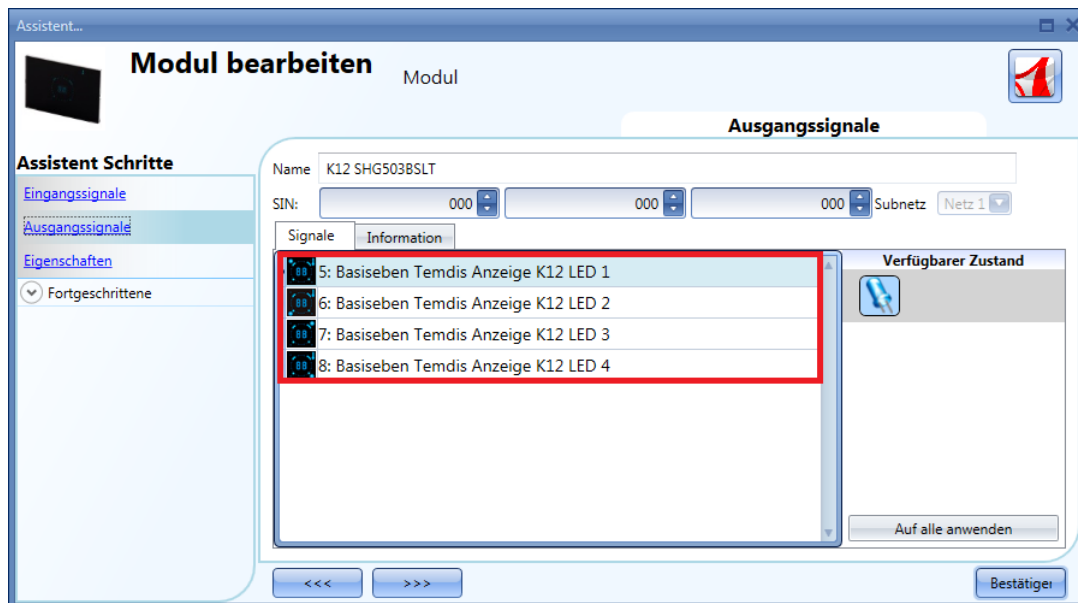 Assistent...
Modul bearbeiten
Modul
Ausgangssignale
Assistent Schritte
Eingangssignale
Ausgangssignale
Eigenschaften
Fortgeschrittene
Name K12 SHG503BSLT
SIN: 000 000 000 Subnetz Netz 1
Signale Information
5: Basiseben Temdis Anzeige K12 LED 1
6: Basiseben Temdis Anzeige K12 LED 2
7: Basiseben Temdis Anzeige K12 LED 3
8: Basiseben Temdis Anzeige K12 LED 4
Verfügbarer Zustand
Auf alle anwenden
<<< >>>
Bestätiger